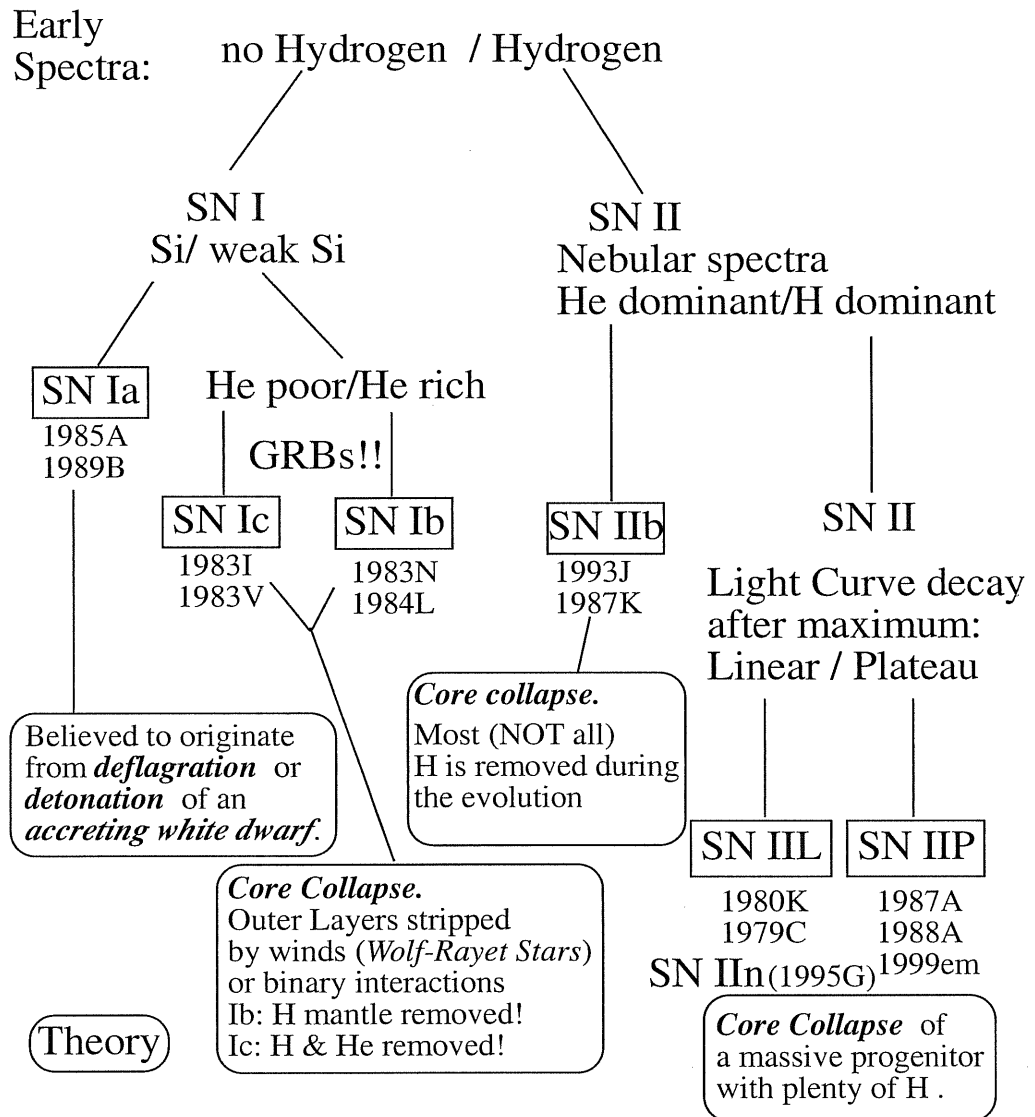 Early
Spectra:
no Hydrogen / Hydrogen
SN I
Si/ weak Si
SN II
Nebular spectra
He dominant/H dominant
SN Ia
1985A
1989B
He poor/He rich
GRBs!!
SN Ic
1983I
1983V
SN Ib
1983N
1984L
SN IIb
1993J
1987K
SN II
Light Curve decay
after maximum:
Linear / Plateau
Believed to originate
from deflagration or
detonation of an
accreting white dwarf.
Core collapse.
Most (NOT all)
H is removed during
the evolution
SN IIL
1980K
1979C
SN IIP
1987A
1988A
1999em
SN IIn (1995G)
Core Collapse.
Outer Layers stripped
by winds (Wolf-Rayet Stars)
or binary interactions
Ib: H mantle removed!
Ic: H & He removed!
Core Collapse of
a massive progenitor
with plenty of H .
Theory